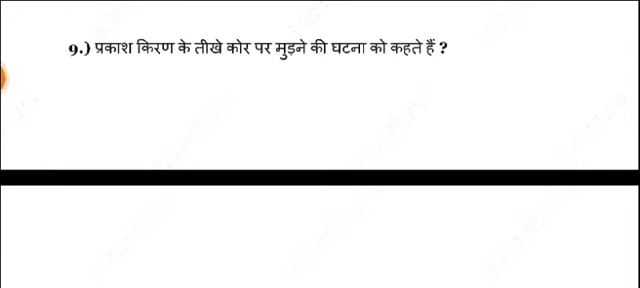 9.) प्रकाश किरण के तीखे कोर पर मुड़ने की घटना को कहते हैं ?